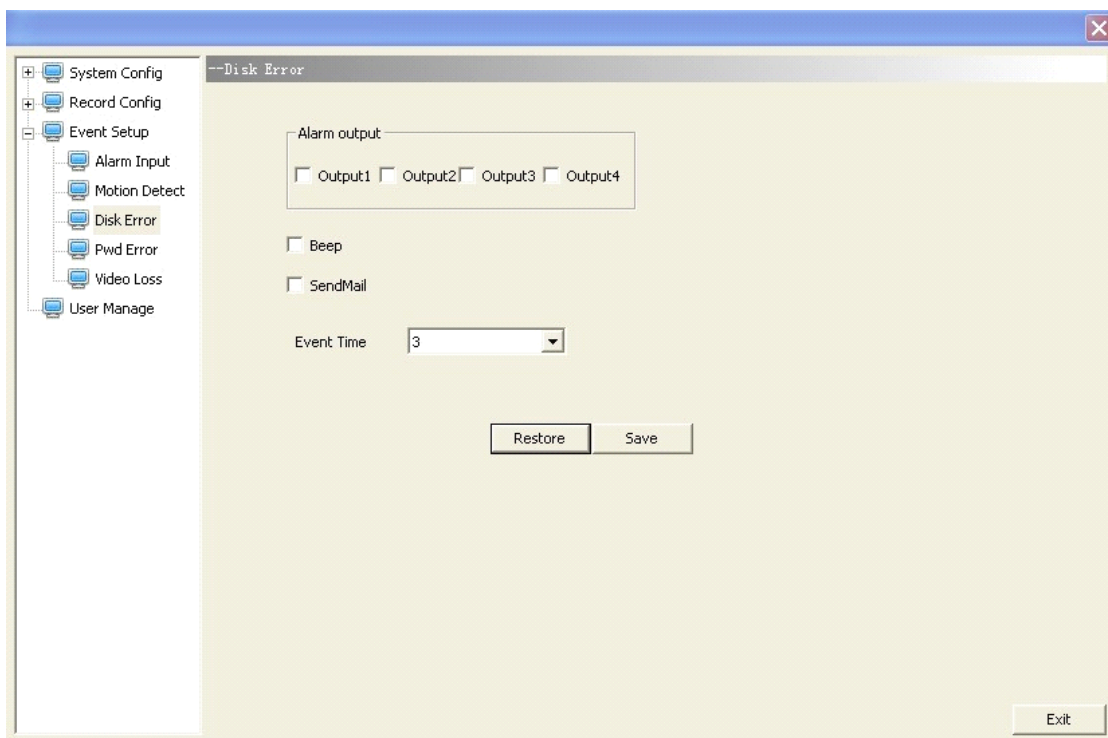 System Config
Record Config
Event Setup
Alarm Input
Motion Detect
Disk Error
Pwd Error
Video Loss
User Manage
--Disk Error
Alarm output
Output1 Output2 Output3 Output4
Beep
SendMail
Event Time 3
Restore Save
Exit